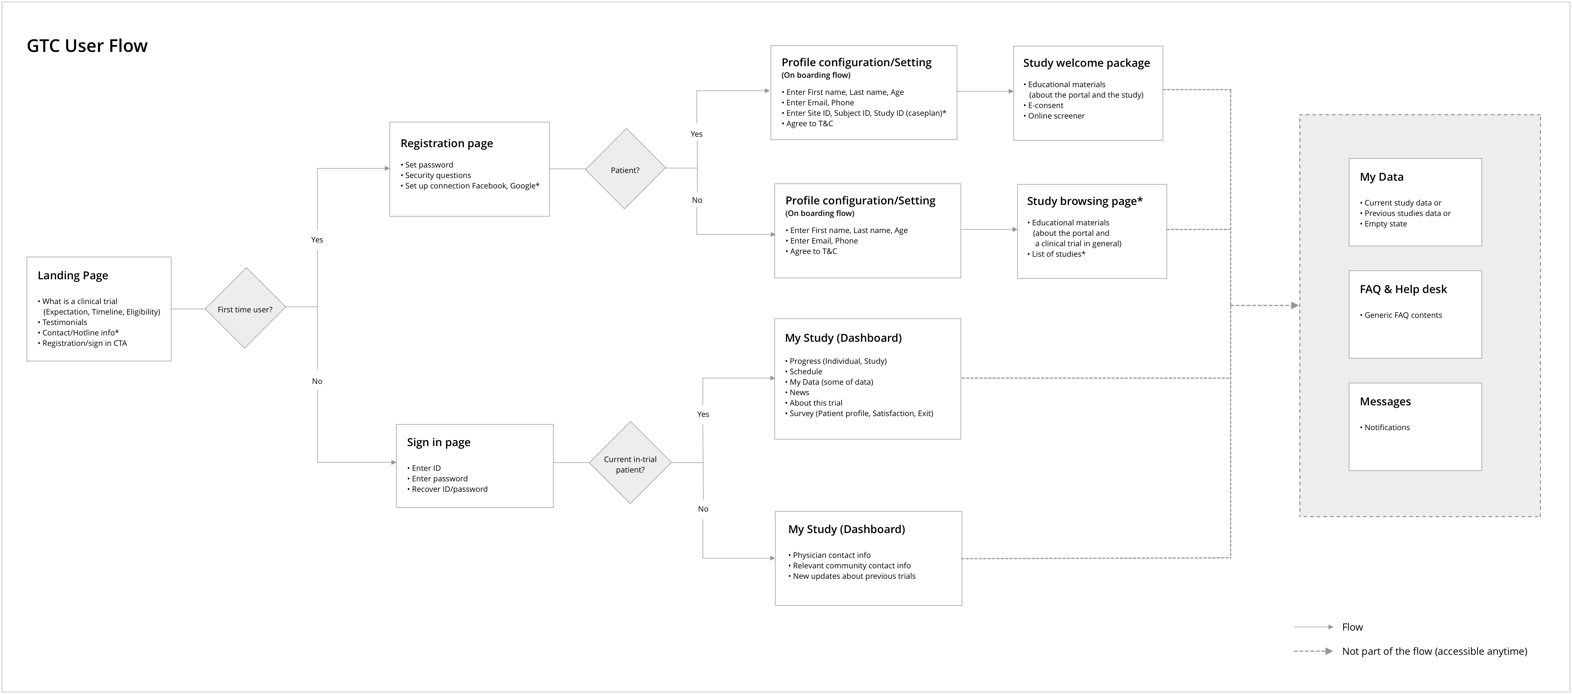 GTC User Flow
Landing Page
• What is a clinical trial
(Expectation, Timeline, Eligibility)
• Testimonials
• Contact/Hotline info*
• Registration/sign in CTA
First time user?
Yes
No
Registration page
• Set password
• Security questions
• Set up connection Facebook, Google*
Patient?
Yes
No
Profile configuration/Setting
(On boarding flow)
• Enter First name, Last name, Age
• Enter Email, Phone
• Enter Site ID, Subject ID, Study ID (caseplan)*
• Agree to T&C
Study welcome package
• Educational materials
(about the portal and the study)
• E-consent
• Online screener
Profile configuration/Setting
(On boarding flow)
• Enter First name, Last name, Age
• Enter Email, Phone
• Agree to T&C
Study browsing page*
• Educational materials
(about the portal and
a clinical trial in general)
• List of studies*
Sign in page
• Enter ID
• Enter password
• Recover ID/password
Current in-trial
patient?
Yes
No
My Study (Dashboard)
• Progress (Individual, Study)
• Schedule
• My Data (some of data)
• News
• About this trial
• Survey (Patient profile, Satisfaction, Exit)
My Study (Dashboard)
• Physician contact info
• Relevant community contact info
• New updates about previous trials
My Data
• Current study data or
• Previous studies data or
• Empty state
FAQ & Help desk
• Generic FAQ contents
Messages
• Notifications
Flow
Not part of the flow (accessible anytime)